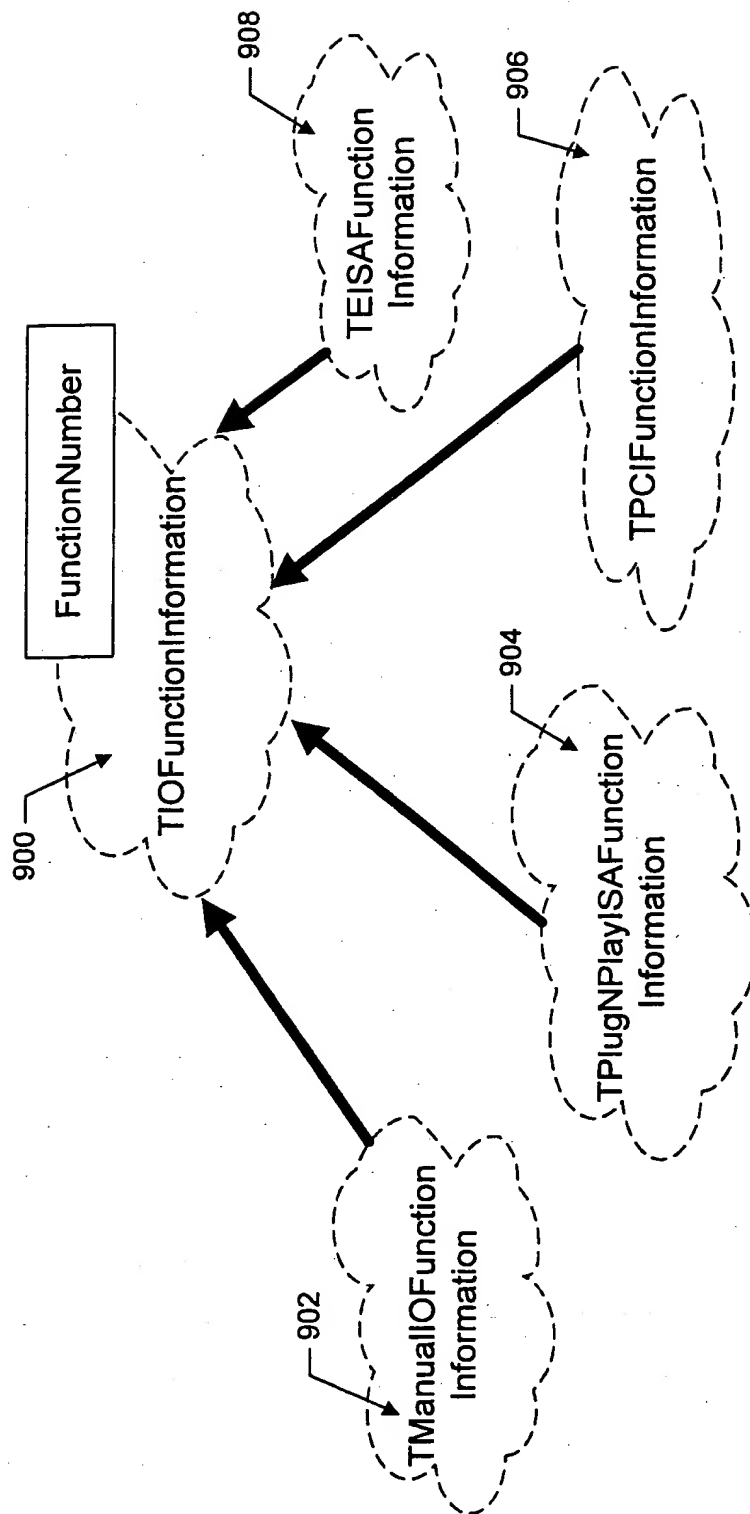 FunctionNumber
900
TIOFunctionInformation
902
TManualIOFunction
Information
904
TPlugNPlayISAFunction
Information
906
TPCIFunctionInformation
908
TEISAFunction
Information